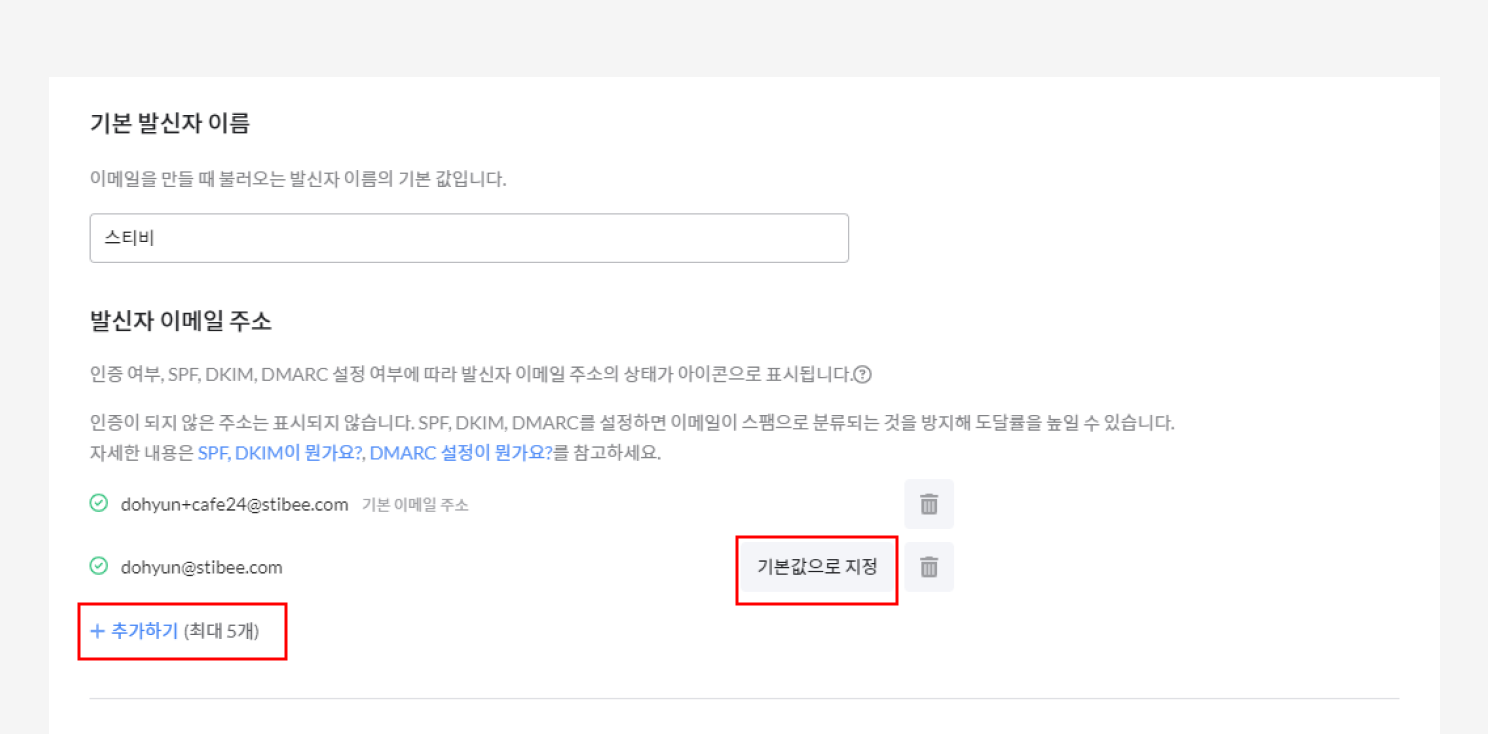 기본 발신자 이름
이메일을 만들 때 불러오는 발신자 이름의 기본 값입니다.
스티비
발신자 이메일 주소
인증 여부, SPF, DKIM, DMARC 설정 여부에 따라 발신자 이메일 주소의 상태가 아이콘으로 표시됩니다.?
인증이 되지 않은 주소는 표시되지 않습니다. SPF, DKIM, DMARC를 설정하면 이메일이 스팸으로 분류되는 것을 방지해 도달률을 높일 수 있습니다.
자세한 내용은 SPF, DKIM이 뭔가요?, DMARC 설정이 뭔가요?를 참고하세요.
dohyun+cafe24@stibee.com 기본 이메일 주소
dohyun@stibee.com 기본값으로 지정
+ 추가하기 (최대 5개)